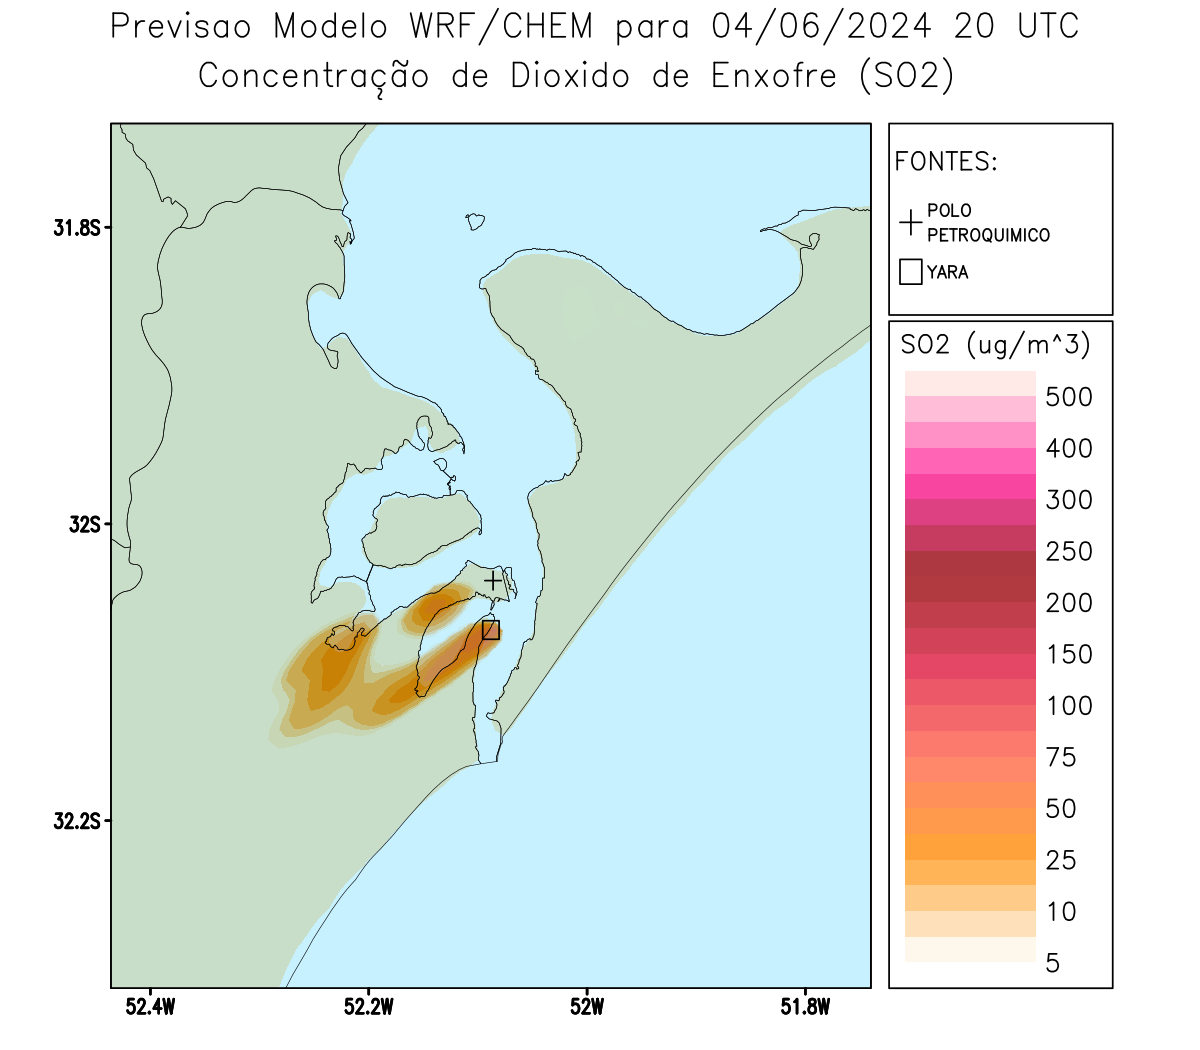 Previsao Modelo WRF/CHEM para 04/06/2024 20 UTC
Concentração de Dioxido de Enxofre (SO2)
FONTES:
POLO
PETROQUIMICO
YARA
SO2 (ug/m^3)
500
400
300
250
200
150
100
75
50
25
10
5
31.8S
32S
32.2S
52.4W
52.2W
52W
51.8W